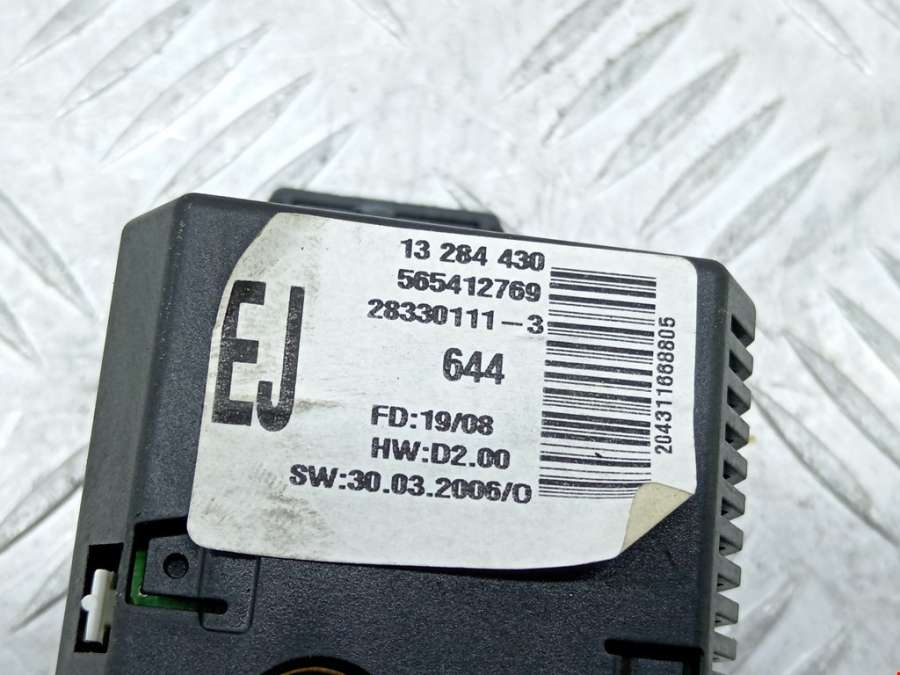 13 284 430
565412769
28330111-3
EJ
644
FD:19/08
HW:D2.00
SW:30.03.2006/0
204311688805